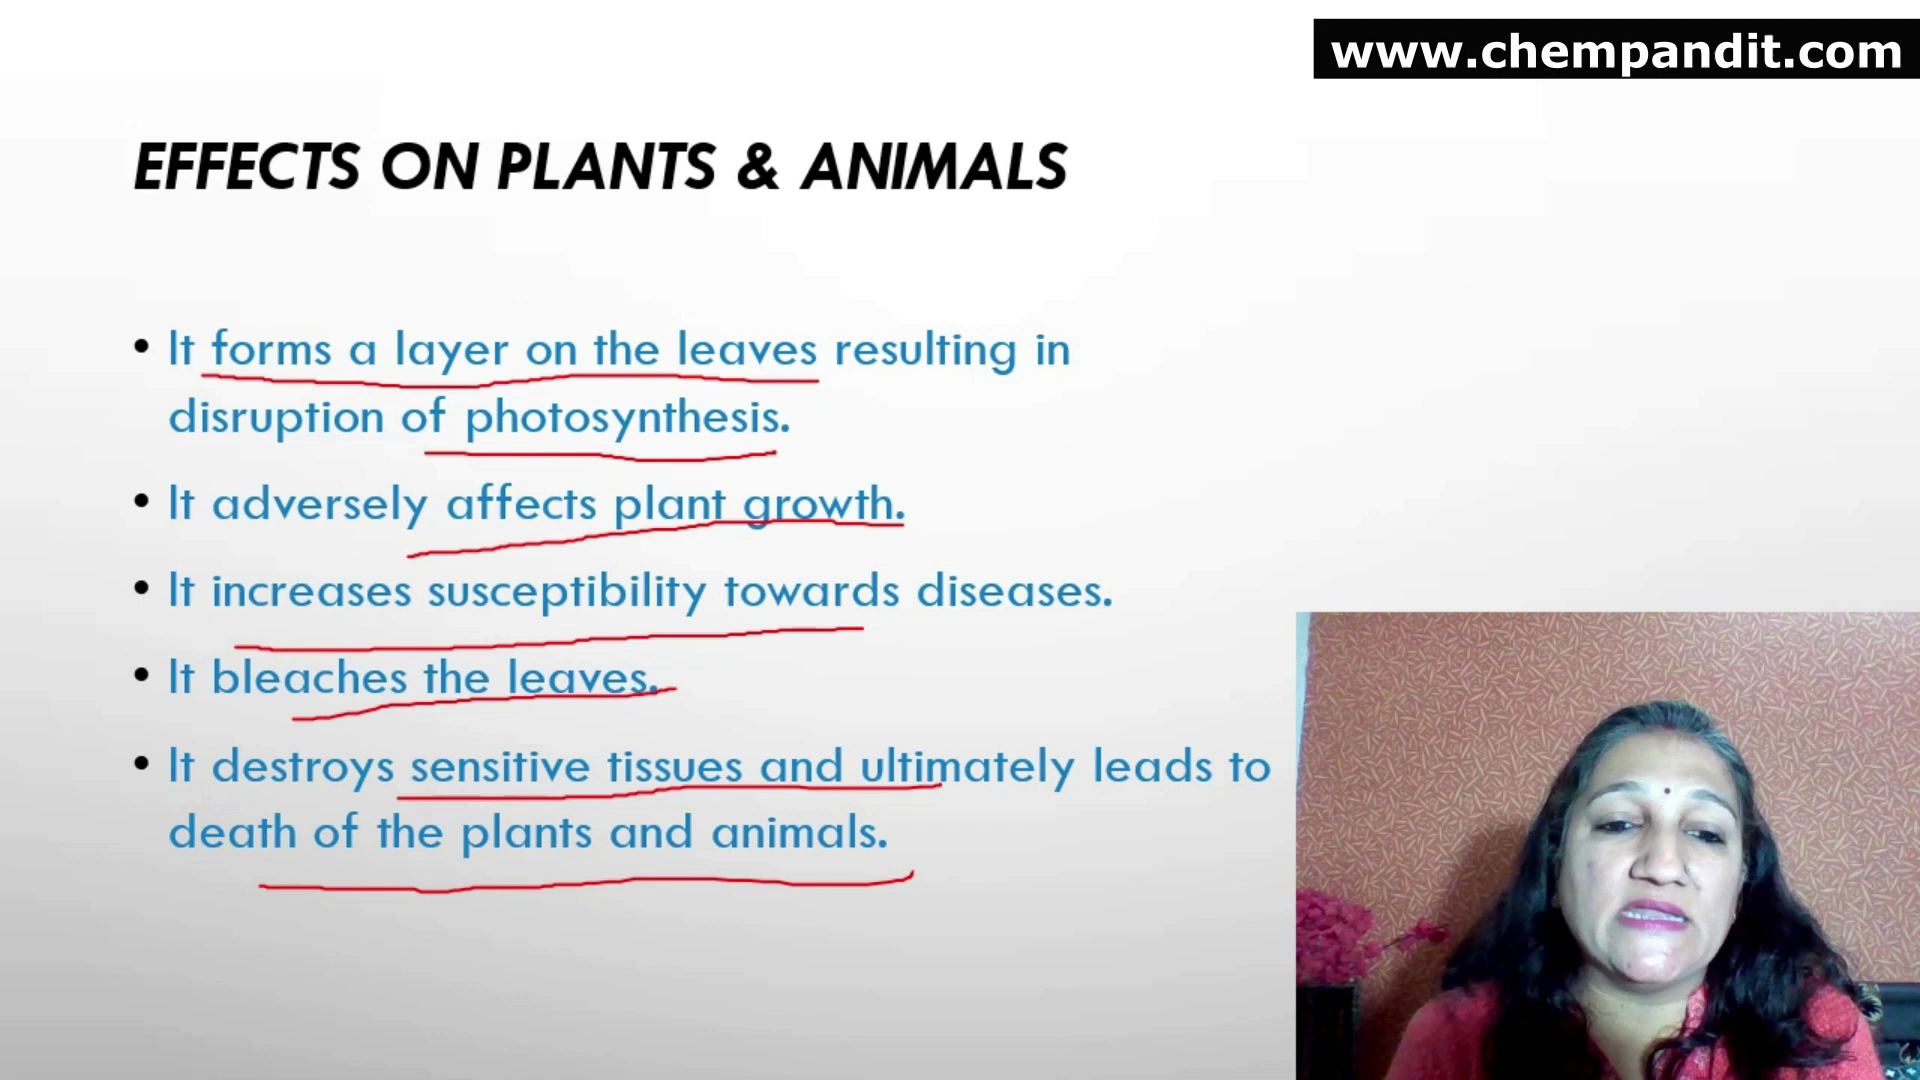 www.chempandit.com
EFFECTS ON PLANTS & ANIMALS
• It forms a layer on the leaves resulting in
disruption of photosynthesis.
• It adversely affects plant growth.
• It increases susceptibility towards diseases.
• It bleaches the leaves.
• It destroys sensitive tissues and ultimately leads to
death of the plants and animals.